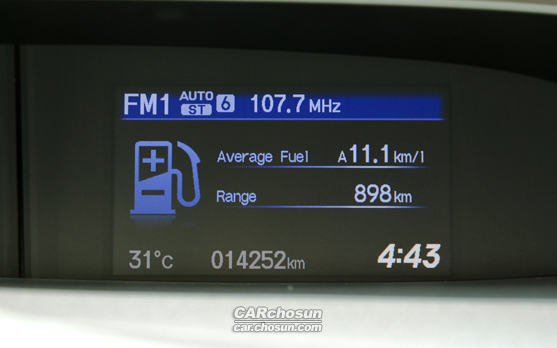 FM1 AUTO ST 6 107.7 MHz
Average Fuel A11.1 km/l
Range 898 km
31°C 014252 km 4:43
CARchosun
car.chosun.com